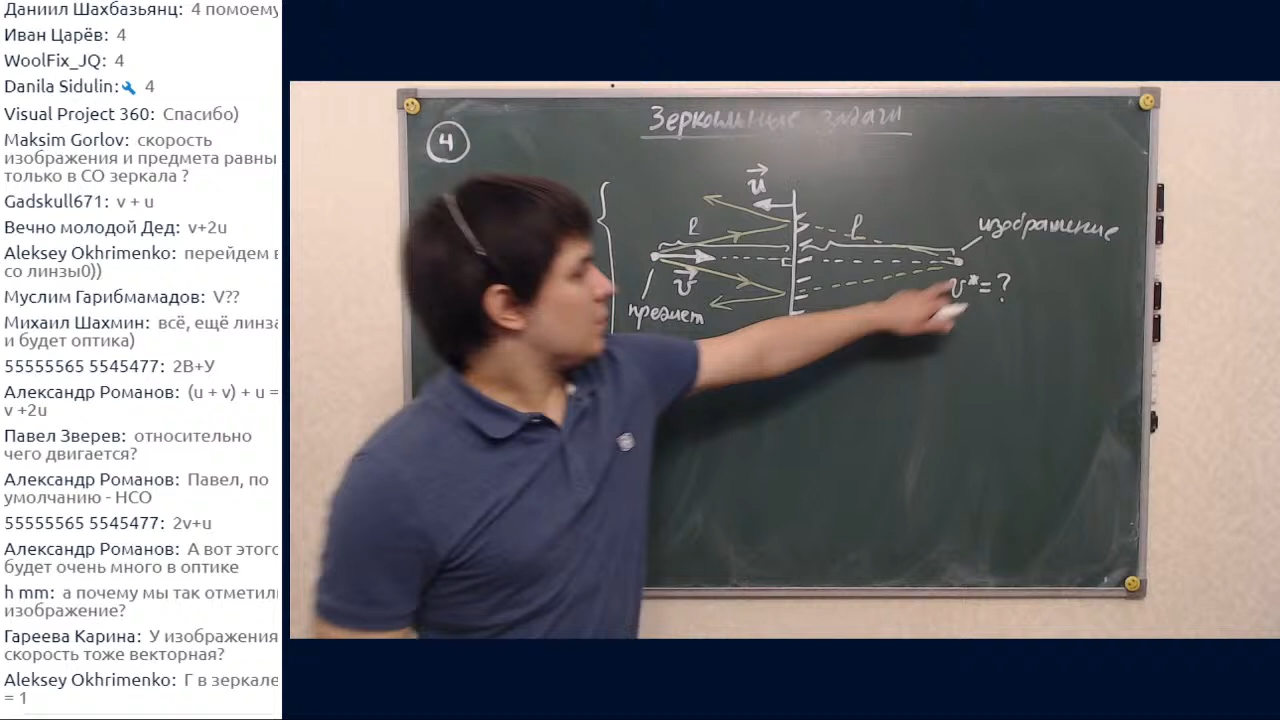 Даниил Шахбазьянц: 4 помоему
Иван Царёв: 4
WoolFix_JQ: 4
Danila Sidulin: 4
Visual Project 360: Спасибо)
Maksim Gorlov: скорость
изображения и предмета равны
только в СО зеркала ?
Gadskull671: v + u
Вечно молодой Дед: v+2u
Aleksey Okhrimenko: перейдем в
со линзы0))
Муслим Гарибмамадов: V??
Михаил Шахмин: всё, ещё линза
и будет оптика)
55555565 5545477: 2В+У
Александр Романов: (u + v) + u =
v +2u
Павел Зверев: относительно
чего двигается?
Александр Романов: Павел, по
умолчанию - НСО
55555565 5545477: 2v+u
Александр Романов: А вот этого
будет очень много в оптике
h mm: а почему мы так отметили
изображение?
Гареева Карина: У изображения
скорость тоже векторная?
Aleksey Okhrimenko: Г в зеркале
= 1
Зеркальные задачи
4
u
ℓ ℓ
изображение
v
v* = ?
предмет